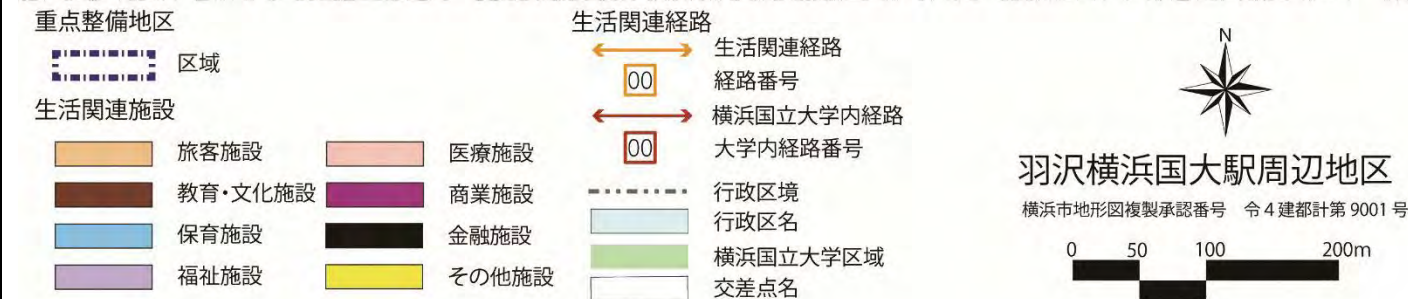 重点整備地区
区域
生活関連施設
旅客施設
医療施設
教育・文化施設
商業施設
保育施設
金融施設
福祉施設
その他施設
生活関連経路
生活関連経路
00
経路番号
横浜国立大学内経路
00
大学内経路番号
行政区境
行政区名
横浜国立大学区域
交差点名
N
羽沢横浜国大駅周辺地区
横浜市地形図複製承認番号 令4建都計第9001号
0 50 100 200m